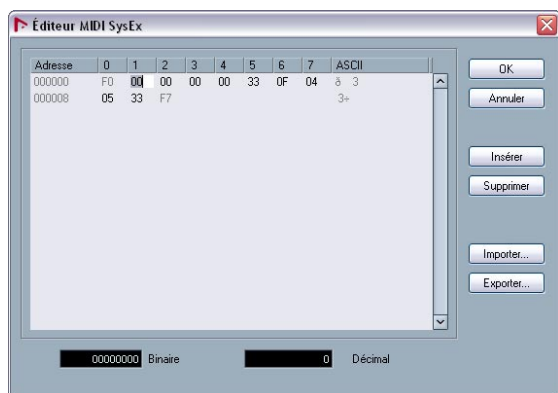 Éditeur MIDI SysEx
Adresse 0 1 2 3 4 5 6 7 ASCII
000000 F0 00 00 00 00 33 0F 04 ð 3
000008 05 33 F7 3÷
OK
Annuler
Insérer
Supprimer
Importer...
Exporter...
00000000 Binaire 0 Décimal